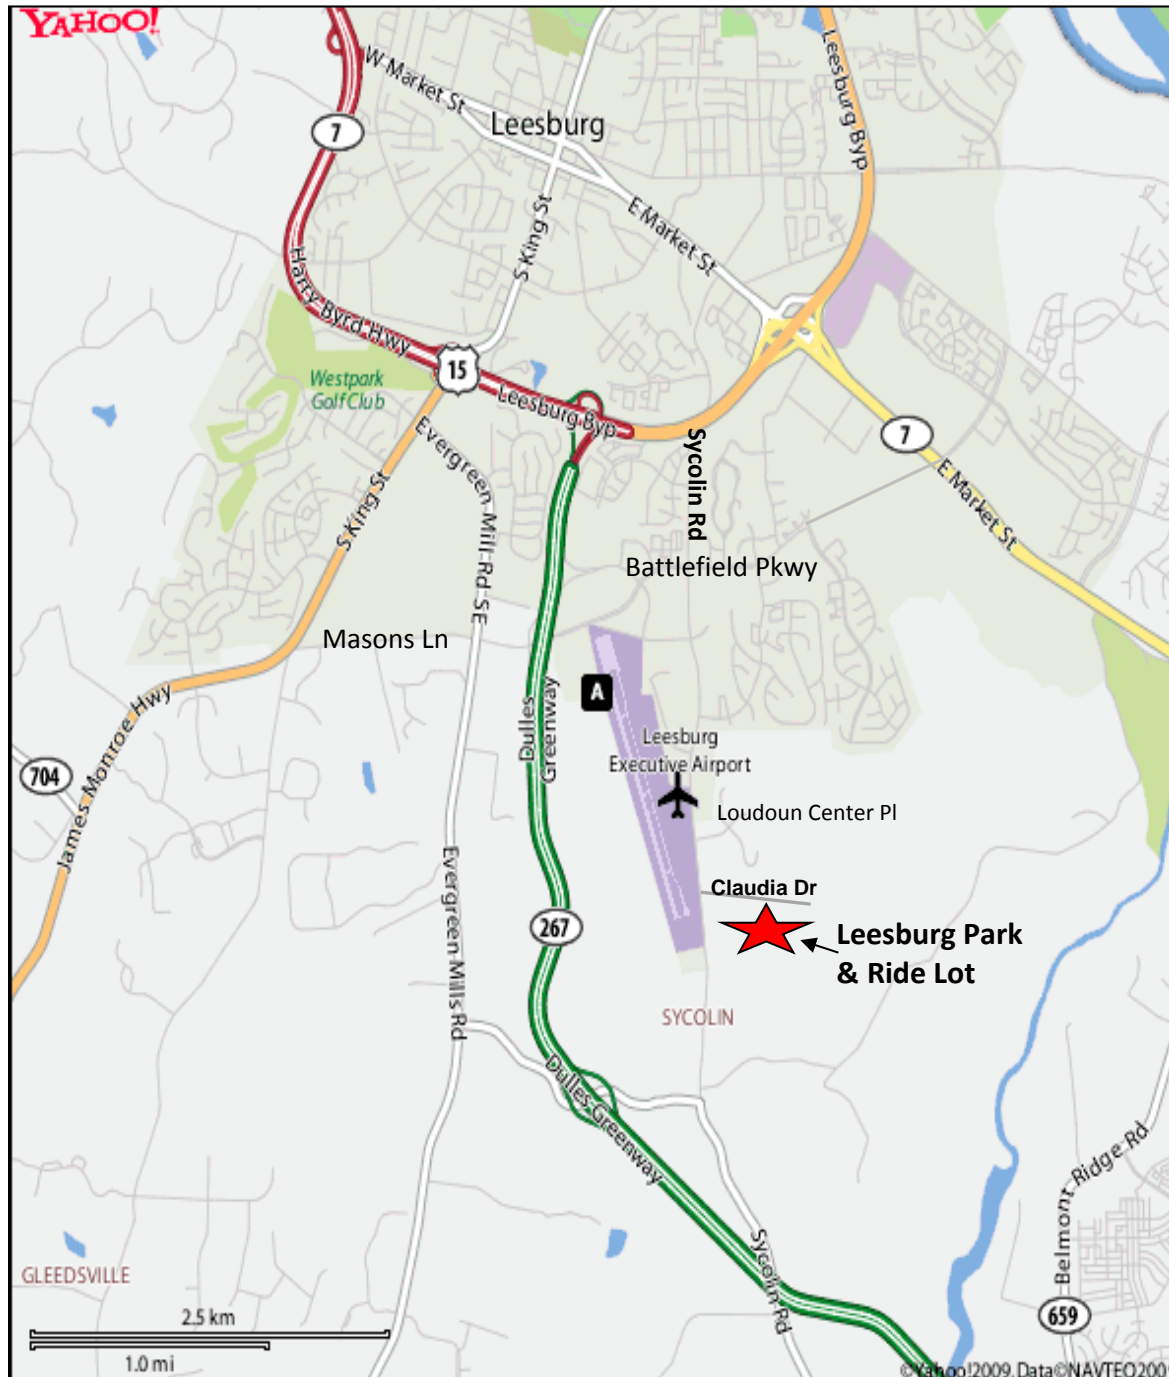 YAHOO!
W Market St
Leesburg
Leesburg Byp
7
S King St
E Market St
Harry Byrd Hwy
15
Westpark
Golf Club
Leesburg Byp
7
Evergreen Mill Rd SE
Sycolin Rd
E Market St
S King St
Battlefield Pkwy
Masons Ln
James Monroe Hwy
Dulles
Greenway
A
Leesburg
Executive Airport
704
Loudoun Center Pl
Evergreen Mills Rd
Claudia Dr
267
Leesburg Park
& Ride Lot
SYCOLIN
Dulles Greenway
Belmont Ridge Rd
Sycolin Rd
GLEEDSVILLE
659
2.5 km
1.0 mi
©Yahoo!2009, Data©NAVTEQ2009